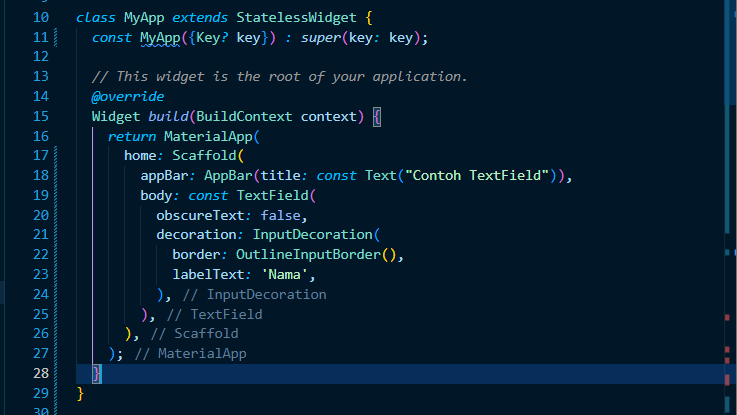 10 class MyApp extends StatelessWidget {
11 const MyApp({Key? key}) : super(key: key);
12
13 // This widget is the root of your application.
14 @override
15 Widget build(BuildContext context) {
16 return MaterialApp(
17 home: Scaffold(
18 appBar: AppBar(title: const Text("Contoh TextField")),
19 body: const TextField(
20 obscureText: false,
21 decoration: InputDecoration(
22 border: OutlineInputBorder(),
23 labelText: 'Nama',
24 ), // InputDecoration
25 ), // TextField
26 ), // Scaffold
27 ); // MaterialApp
28 }
29 }
30